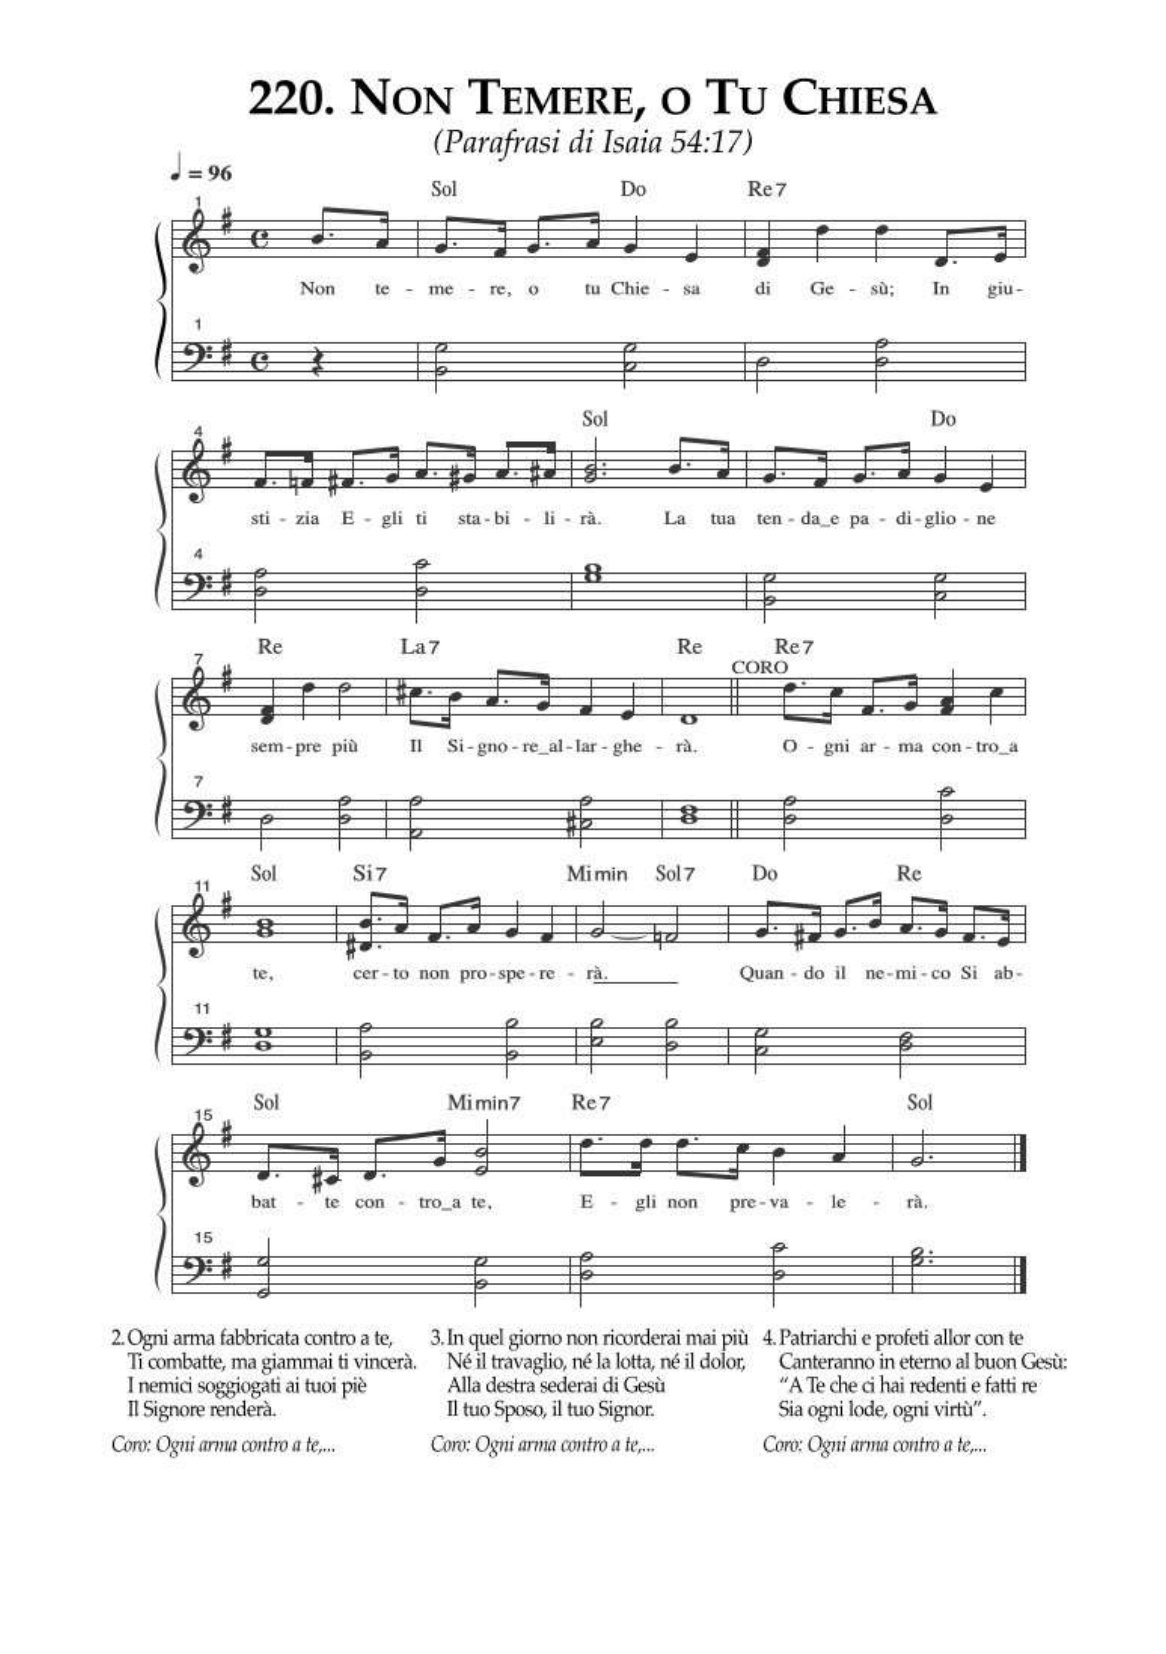 220. Non Temere, o Tu Chiesa
(Parafrasi di Isaia 54:17)
♩ = 96
Sol Do Re7
1
Non te - me - re, o tu Chie - sa di Ge - sù; In giu-
1
Sol Do
4
sti - zia E - gli ti sta - bi - li - rà. La tua ten - da_e pa - di - glio - ne
4
Re La7 Re Re7
CORO
7
sem - pre più Il Si - gno - re_al - lar - ghe - rà. O - gni ar - ma con - tro_a
7
Sol Si7 Mi min Sol7 Do Re
11
te, cer - to non pro - spe - re - rà.____ Quan - do il ne - mi - co Si ab-
11
Sol Mi min7 Re7 Sol
15
bat - te con - tro_a te, E - gli non pre - va - le - rà.
15
2. Ogni arma fabbricata contro a te,
Ti combatte, ma giammai ti vincerà.
I nemici soggiogati ai tuoi piè
Il Signore renderà.
Coro: Ogni arma contro a te,...
3. In quel giorno non ricorderai mai più
Né il travaglio, né la lotta, né il dolor,
Alla destra sederai di Gesù
Il tuo Sposo, il tuo Signor.
Coro: Ogni arma contro a te,...
4. Patriarchi e profeti allor con te
Canteranno in eterno al buon Gesù:
“A Te che ci hai redenti e fatti re
Sia ogni lode, ogni virtù”.
Coro: Ogni arma contro a te,...